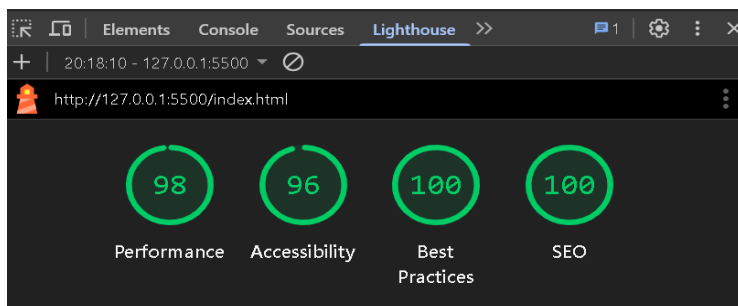 Elements Console Sources Lighthouse 1
20:18:10 - 127.0.0.1:5500
http://127.0.0.1:5500/index.html
98 96 100 100
Performance Accessibility Best Practices SEO